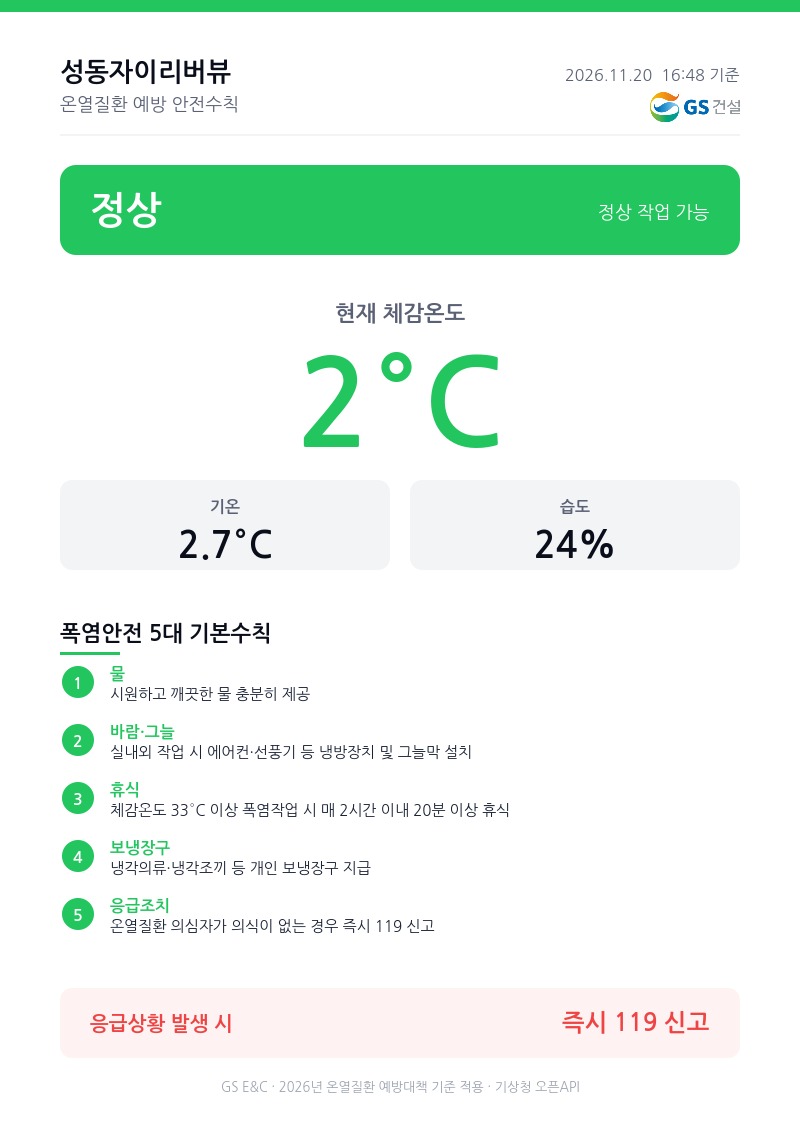 성동자이리버뷰
온열질환 예방 안전수칙
2026.11.20 16:48 기준
GS 건설
정상
정상 작업 가능
현재 체감온도
2°C
기온
2.7°C
습도
24%
폭염안전 5대 기본수칙
1
물
시원하고 깨끗한 물 충분히 제공
2
바람·그늘
실내외 작업 시 에어컨·선풍기 등 냉방장치 및 그늘막 설치
3
휴식
체감온도 33°C 이상 폭염작업 시 매 2시간 이내 20분 이상 휴식
4
보냉장구
냉각의류·냉각조끼 등 개인 보냉장구 지급
5
응급조치
온열질환 의심자가 의식이 없는 경우 즉시 119 신고
응급상황 발생 시
즉시 119 신고
GS E&C · 2026년 온열질환 예방대책 기준 적용 · 기상청 오픈API